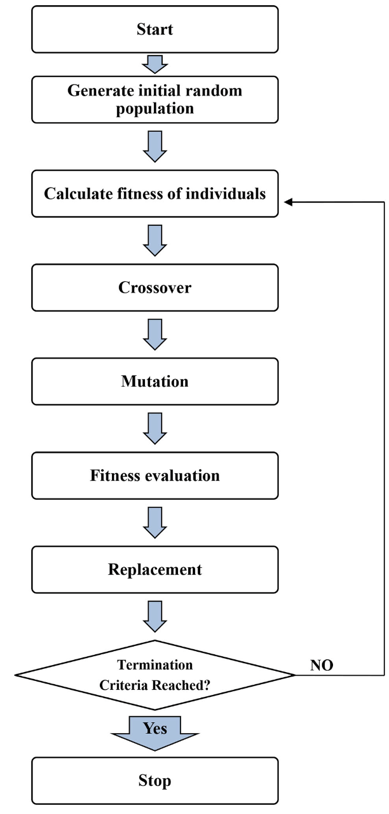 Start
Generate initial random
population
Calculate fitness of individuals
Crossover
Mutation
Fitness evaluation
Replacement
Termination
Criteria Reached?
NO
Yes
Stop